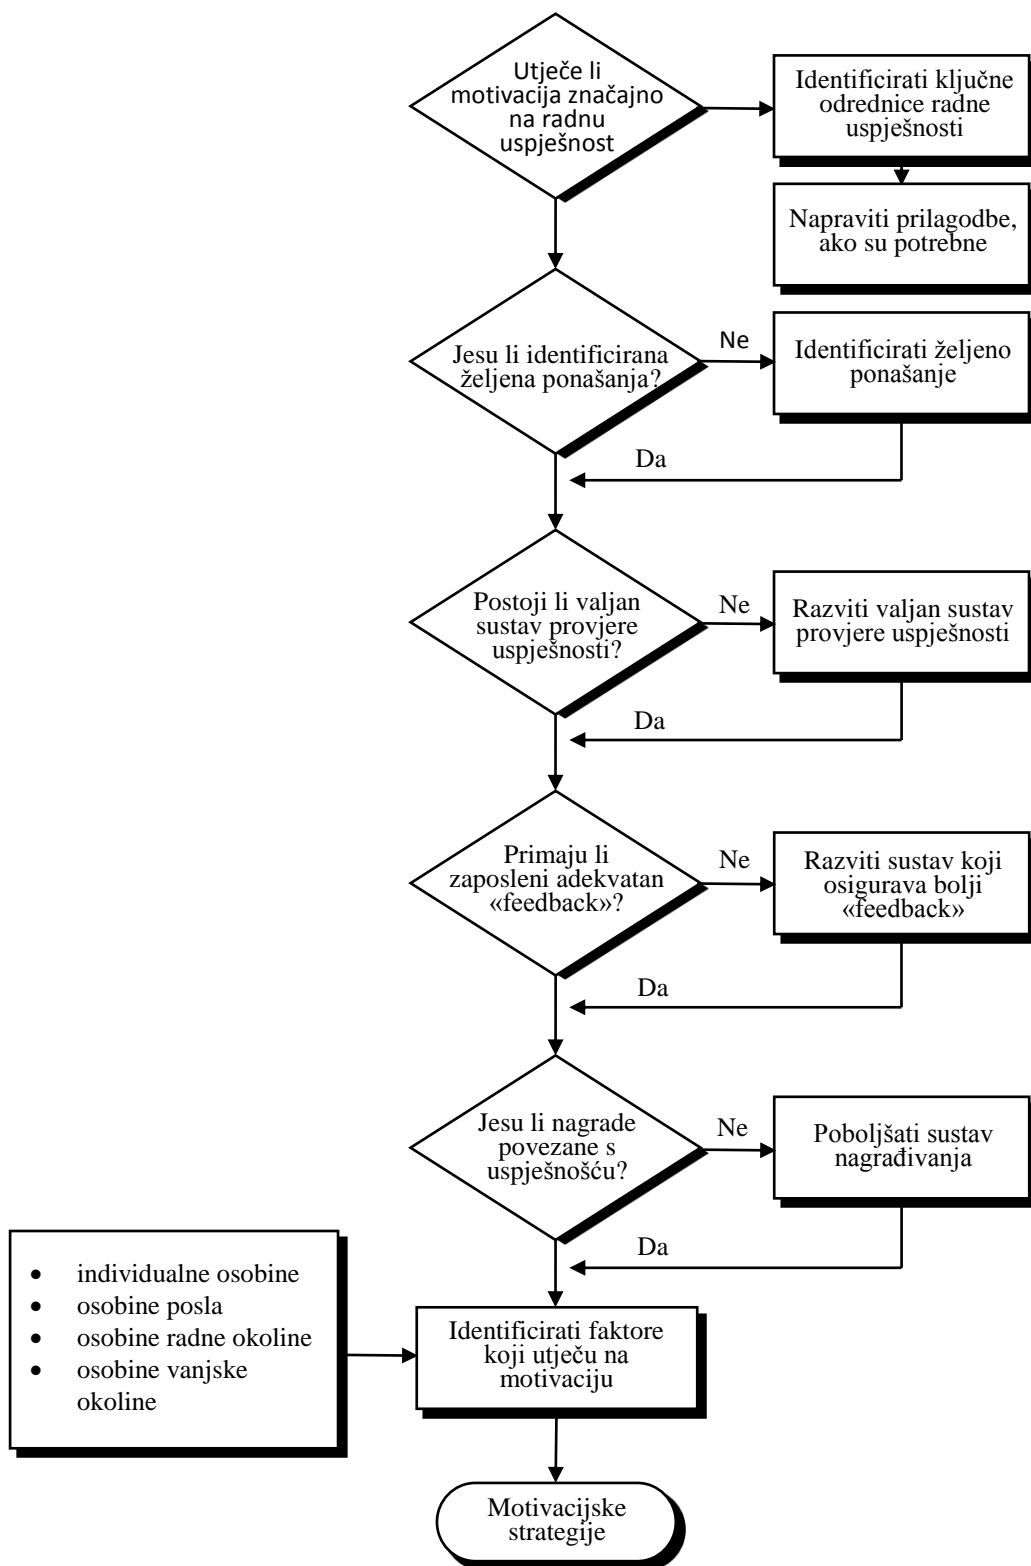 Utječe li
motivacija značajno
na radnu
uspješnost
Identificirati ključne
odrednice radne
uspješnosti
Napraviti prilagodbe,
ako su potrebne
Jesu li identificirana
željena ponašanja?
Ne
Identificirati željeno
ponašanje
Da
Postoji li valjan
sustav provjere
uspješnosti?
Ne
Razviti valjan sustav
provjere uspješnosti
Da
Primaju li
zaposleni adekvatan
«feedback»?
Ne
Razviti sustav koji
osigurava bolji
«feedback»
Da
Jesu li nagrade
povezane s
uspješnošću?
Ne
Poboljšati sustav
nagrađivanja
Da
• individualne osobine
• osobine posla
• osobine radne okoline
• osobine vanjske
okoline
Identificirati faktore
koji utječu na
motivaciju
Motivacijske
strategije